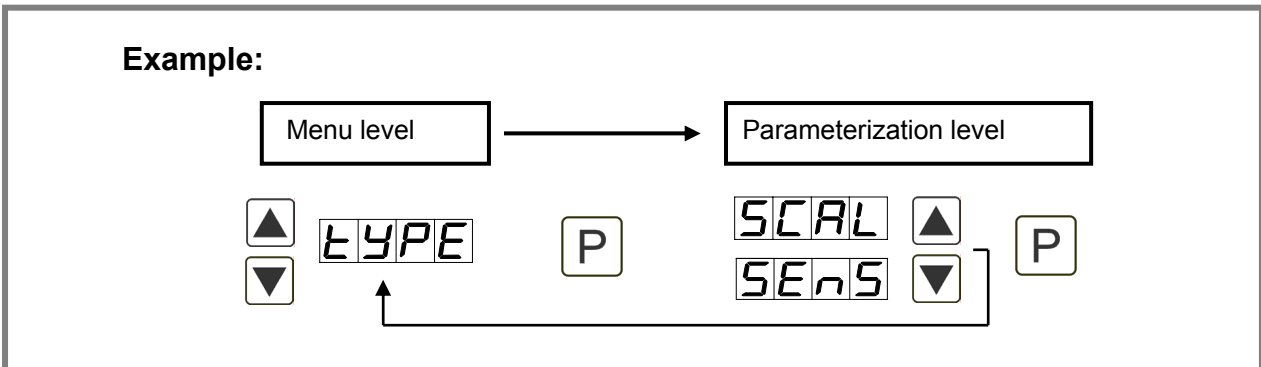 Example:
Menu level
Parameterization level
tYPE
P
SCAL
SEnS
P